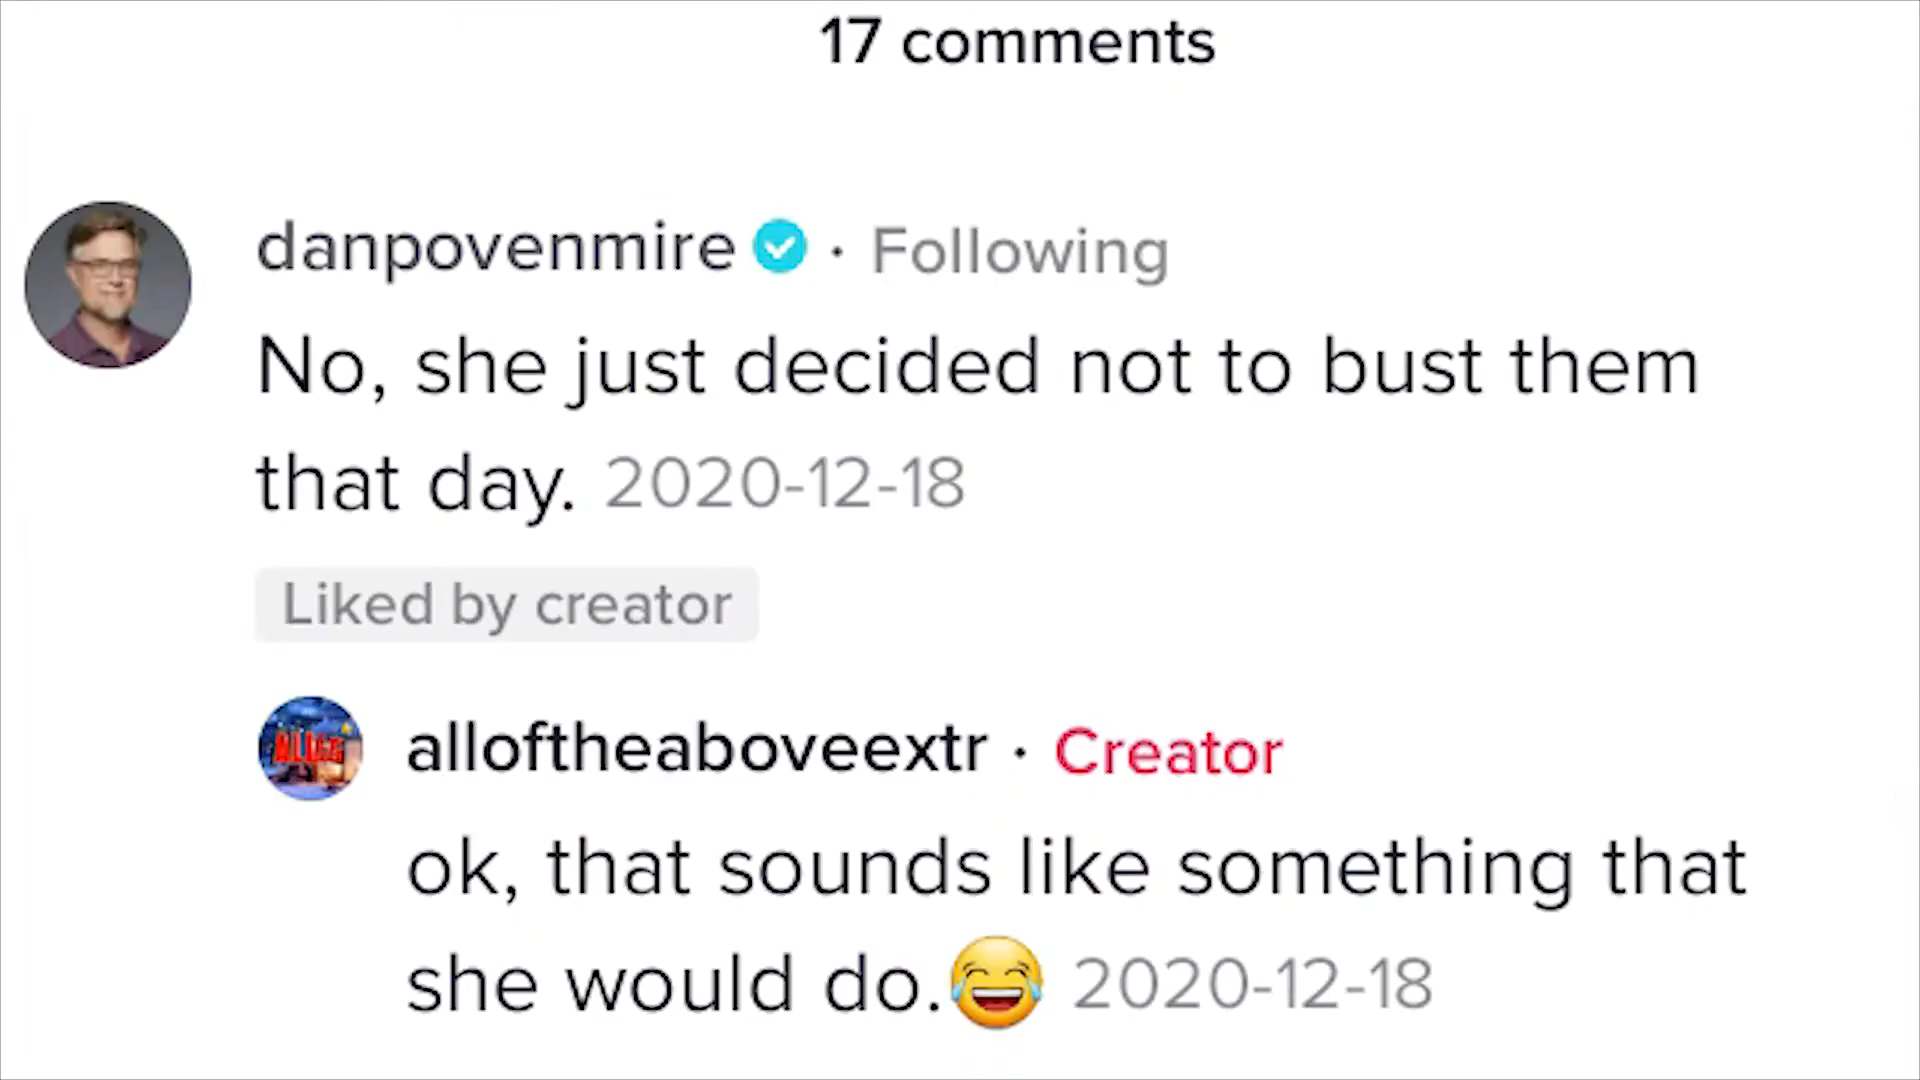 17 comments
danpovenmire · Following
No, she just decided not to bust them
that day. 2020-12-18
Liked by creator
alloftheaboveextr · Creator
ok, that sounds like something that
she would do.😂 2020-12-18